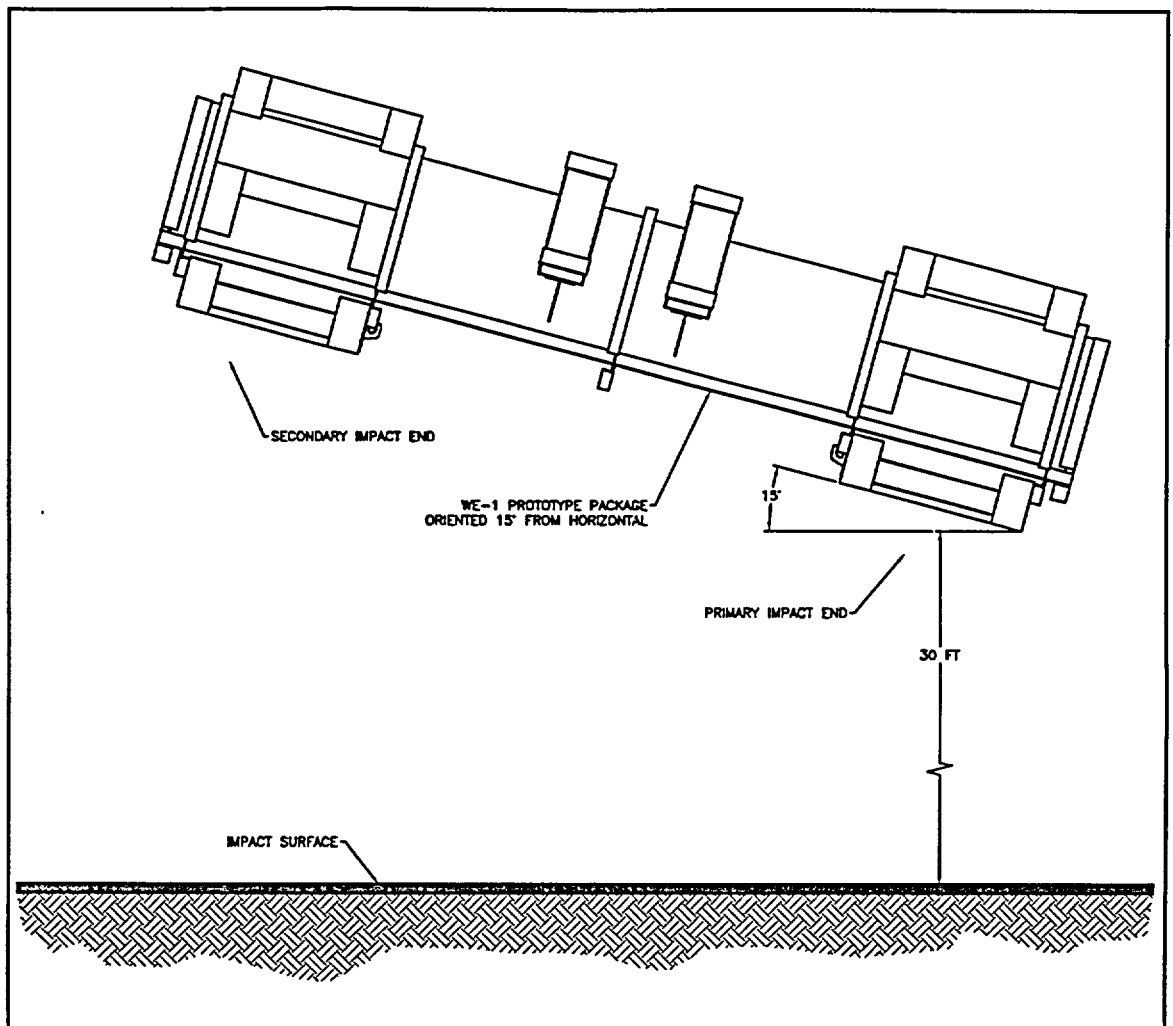 SECONDARY IMPACT END
WE-1 PROTOTYPE PACKAGE
ORIENTED 15° FROM HORIZONTAL
15°
PRIMARY IMPACT END
30 FT
IMPACT SURFACE